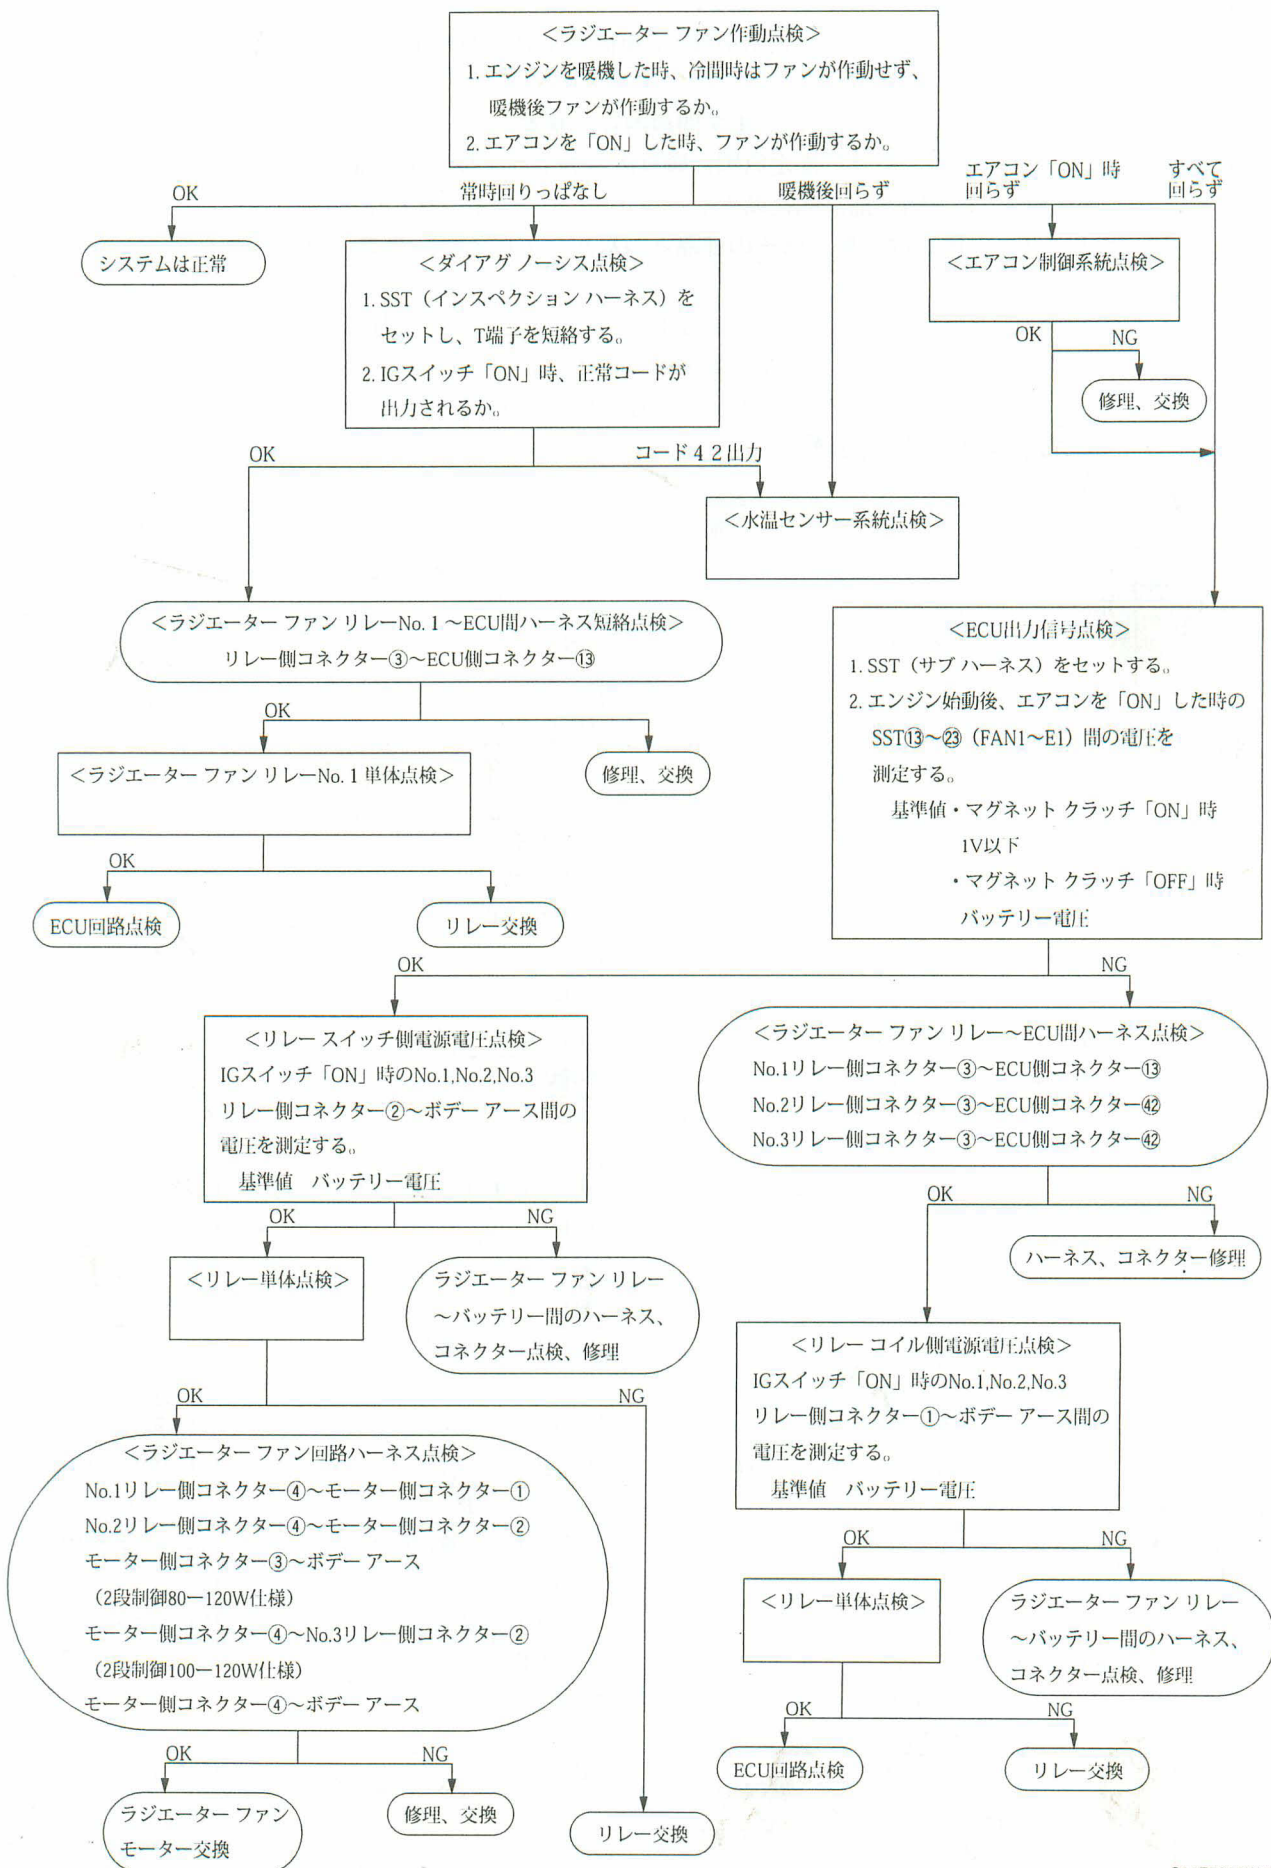 ＜ラジエーター ファン作動点検＞
1. エンジンを暖機した時、冷間時はファンが作動せず、
暖機後ファンが作動するか。
2. エアコンを「ON」した時、ファンが作動するか。
OK
常時回りっぱなし
暖機後回らず
エアコン「ON」時
回らず
すべて
回らず
システムは正常
＜ダイアグ ノーシス点検＞
1. SST（インスペクション ハーネス）を
セットし、T端子を短絡する。
2. IGスイッチ「ON」時、正常コードが
出力されるか。
＜エアコン制御系統点検＞
OK
NG
修理、交換
OK
コード４２出力
＜水温センサー系統点検＞
＜ラジエーター ファン リレーNo. 1 〜ECU間ハーネス短絡点検＞
リレー側コネクター③〜ECU側コネクター⑬
OK
修理、交換
＜ラジエーター ファン リレーNo. 1 単体点検＞
OK
ECU回路点検
リレー交換
＜ECU出力信号点検＞
1. SST（サブ ハーネス）をセットする。
2. エンジン始動後、エアコンを「ON」した時の
SST⑬〜㉓（FAN1〜E1）間の電圧を
測定する。
基準値・マグネット クラッチ「ON」時
1V以下
・マグネット クラッチ「OFF」時
バッテリー電圧
OK
NG
＜リレー スイッチ側電源電圧点検＞
IGスイッチ「ON」時のNo.1,No.2,No.3
リレー側コネクター②〜ボデー アース間の
電圧を測定する。
基準値　バッテリー電圧
OK
NG
＜リレー単体点検＞
ラジエーター ファン リレー
〜バッテリー間のハーネス、
コネクター点検、修理
OK
NG
＜ラジエーター ファン回路ハーネス点検＞
No.1リレー側コネクター④〜モーター側コネクター①
No.2リレー側コネクター④〜モーター側コネクター②
モーター側コネクター③〜ボデー アース
（2段制御80ー120W仕様）
モーター側コネクター④〜No.3リレー側コネクター②
（2段制御100ー120W仕様）
モーター側コネクター④〜ボデー アース
OK
NG
ラジエーター ファン
モーター交換
修理、交換
リレー交換
＜ラジエーター ファン リレー〜ECU間ハーネス点検＞
No.1リレー側コネクター③〜ECU側コネクター⑬
No.2リレー側コネクター③〜ECU側コネクター㊷
No.3リレー側コネクター③〜ECU側コネクター㊷
OK
NG
ハーネス、コネクター修理
＜リレー コイル側電源電圧点検＞
IGスイッチ「ON」時のNo.1,No.2,No.3
リレー側コネクター①〜ボデー アース間の
電圧を測定する。
基準値　バッテリー電圧
OK
NG
＜リレー単体点検＞
ラジエーター ファン リレー
〜バッテリー間のハーネス、
コネクター点検、修理
OK
NG
ECU回路点検
リレー交換